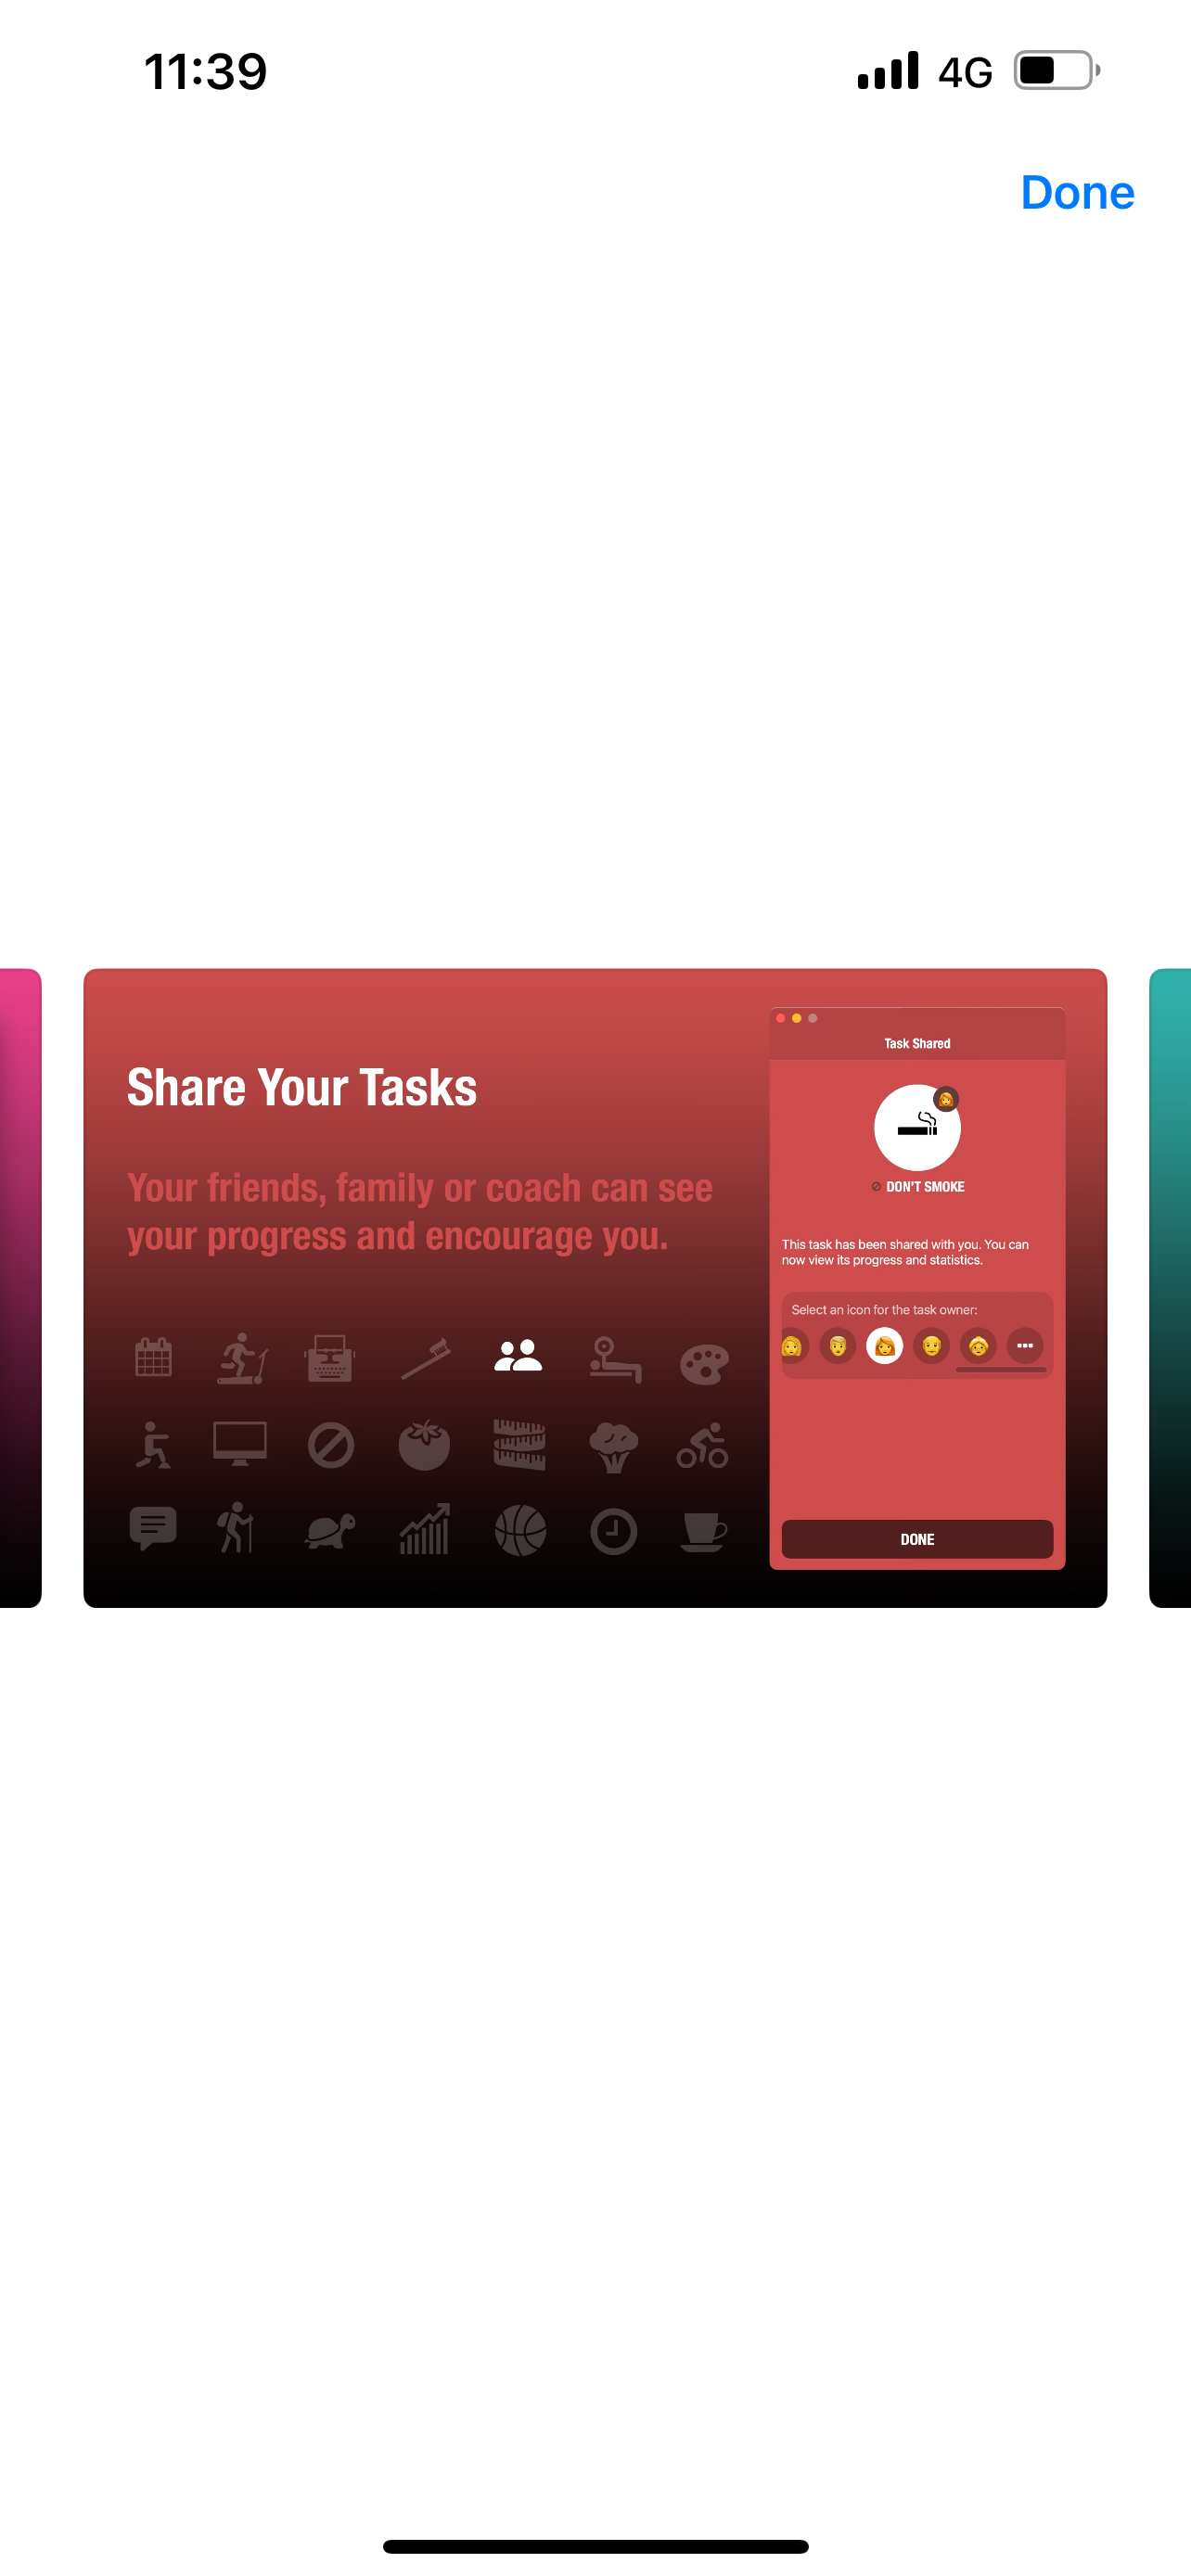 11:39
4G
Done
Share Your Tasks
Your friends, family or coach can see
your progress and encourage you.
Task Shared
DON'T SMOKE
This task has been shared with you. You can
now view its progress and statistics.
Select an icon for the task owner:
DONE